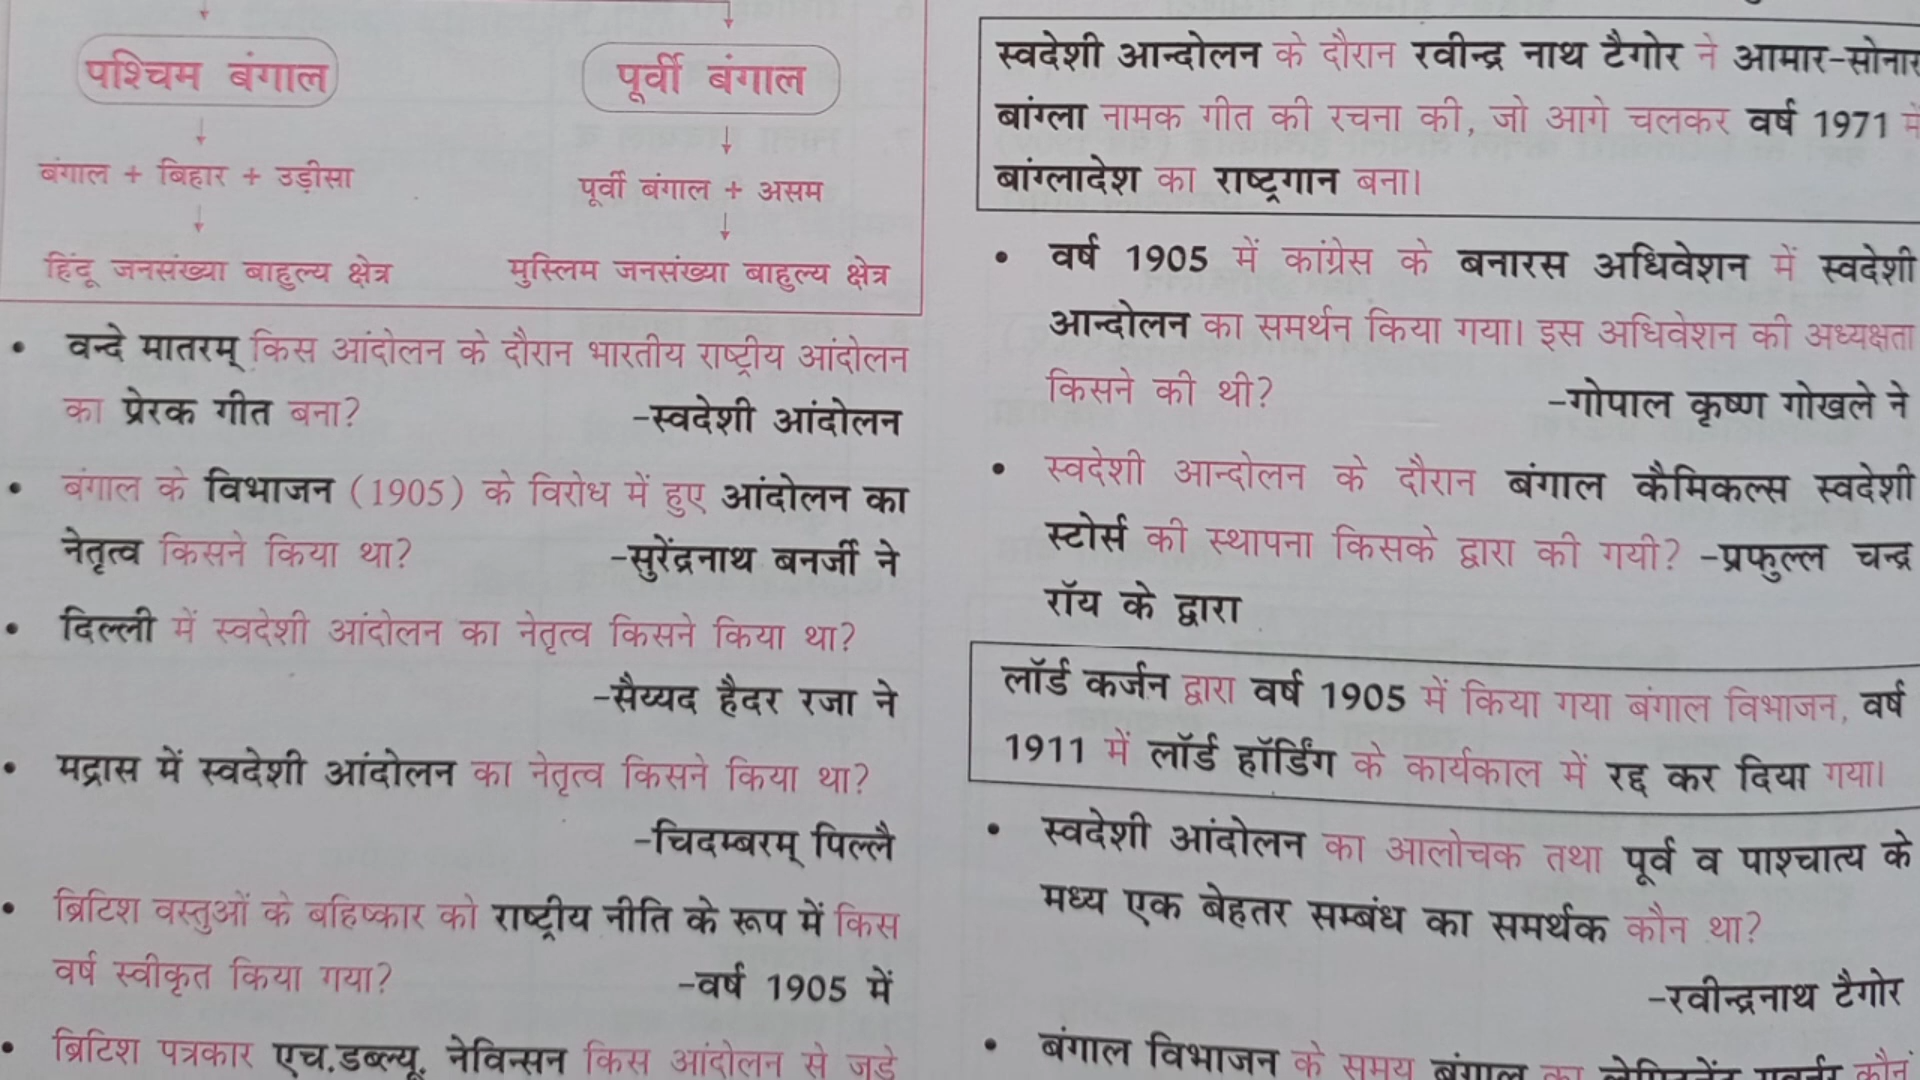 पश्चिम बंगाल
पूर्वी बंगाल
बंगाल + बिहार + उड़ीसा
पूर्वी बंगाल + असम
हिंदू जनसंख्या बाहुल्य क्षेत्र
मुस्लिम जनसंख्या बाहुल्य क्षेत्र
• वन्दे मातरम् किस आंदोलन के दौरान भारतीय राष्ट्रीय आंदोलन
का प्रेरक गीत बना? -स्वदेशी आंदोलन
• बंगाल के विभाजन (1905) के विरोध में हुए आंदोलन का
नेतृत्व किसने किया था? -सुरेंद्रनाथ बनर्जी ने
• दिल्ली में स्वदेशी आंदोलन का नेतृत्व किसने किया था?
-सैय्यद हैदर रजा ने
• मद्रास में स्वदेशी आंदोलन का नेतृत्व किसने किया था?
-चिदम्बरम् पिल्लै
• ब्रिटिश वस्तुओं के बहिष्कार को राष्ट्रीय नीति के रूप में किस
वर्ष स्वीकृत किया गया? -वर्ष 1905 में
• ब्रिटिश पत्रकार एच.डब्ल्यू. नेविन्सन किस आंदोलन से जुड़े
स्वदेशी आन्दोलन के दौरान रवीन्द्र नाथ टैगोर ने आमार-सोनार
बांग्ला नामक गीत की रचना की, जो आगे चलकर वर्ष 1971 में
बांग्लादेश का राष्ट्रगान बना।
• वर्ष 1905 में कांग्रेस के बनारस अधिवेशन में स्वदेशी
आन्दोलन का समर्थन किया गया। इस अधिवेशन की अध्यक्षता
किसने की थी? -गोपाल कृष्ण गोखले ने
• स्वदेशी आन्दोलन के दौरान बंगाल कैमिकल्स स्वदेशी
स्टोर्स की स्थापना किसके द्वारा की गयी? -प्रफुल्ल चन्द्र
रॉय के द्वारा
लॉर्ड कर्जन द्वारा वर्ष 1905 में किया गया बंगाल विभाजन, वर्ष
1911 में लॉर्ड हॉर्डिंग के कार्यकाल में रद्द कर दिया गया।
• स्वदेशी आंदोलन का आलोचक तथा पूर्व व पाश्चात्य के
मध्य एक बेहतर सम्बंध का समर्थक कौन था?
-रवीन्द्रनाथ टैगोर
• बंगाल विभाजन के समय बंगाल का लेफ्टिनेंट गवर्नर कौन